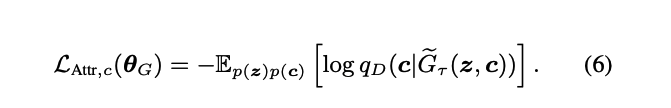 𝓛_{Attr,c}(𝜽_G) = −𝔼_{p(𝒛)p(𝒄)} [log q_D(𝒄|G̃_τ(𝒛, 𝒄))] . (6)